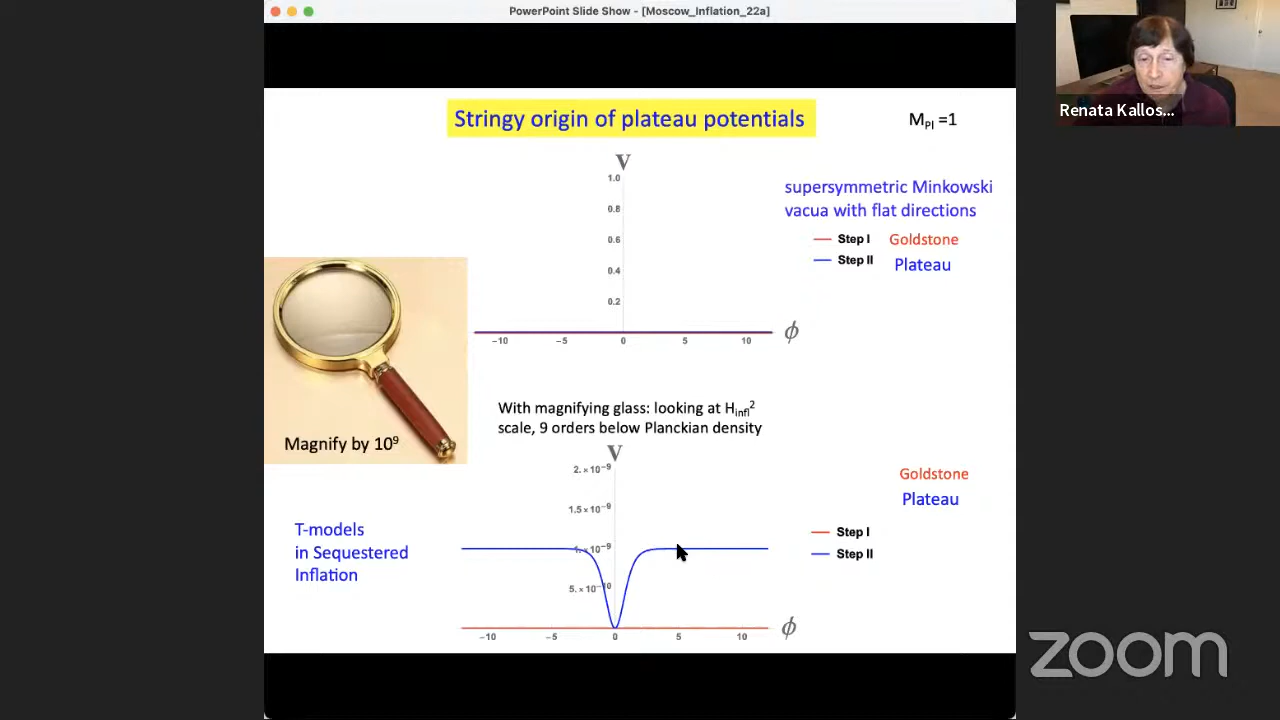 PowerPoint Slide Show - [Moscow_Inflation_22a]
Renata Kallos...
Stringy origin of plateau potentials
M_Pl =1
V
1.0
0.8
0.6
0.4
0.2
-10 -5 0 5 10
ϕ
supersymmetric Minkowski
vacua with flat directions
Step I Goldstone
Step II Plateau
With magnifying glass: looking at H_infl²
scale, 9 orders below Planckian density
Magnify by 10⁹
V
2.×10⁻⁹
1.5×10⁻⁹
1.×10⁻⁹
5.×10⁻¹⁰
-10 -5 0 5 10
ϕ
Goldstone
Plateau
Step I
Step II
T-models
in Sequestered
Inflation
zoom